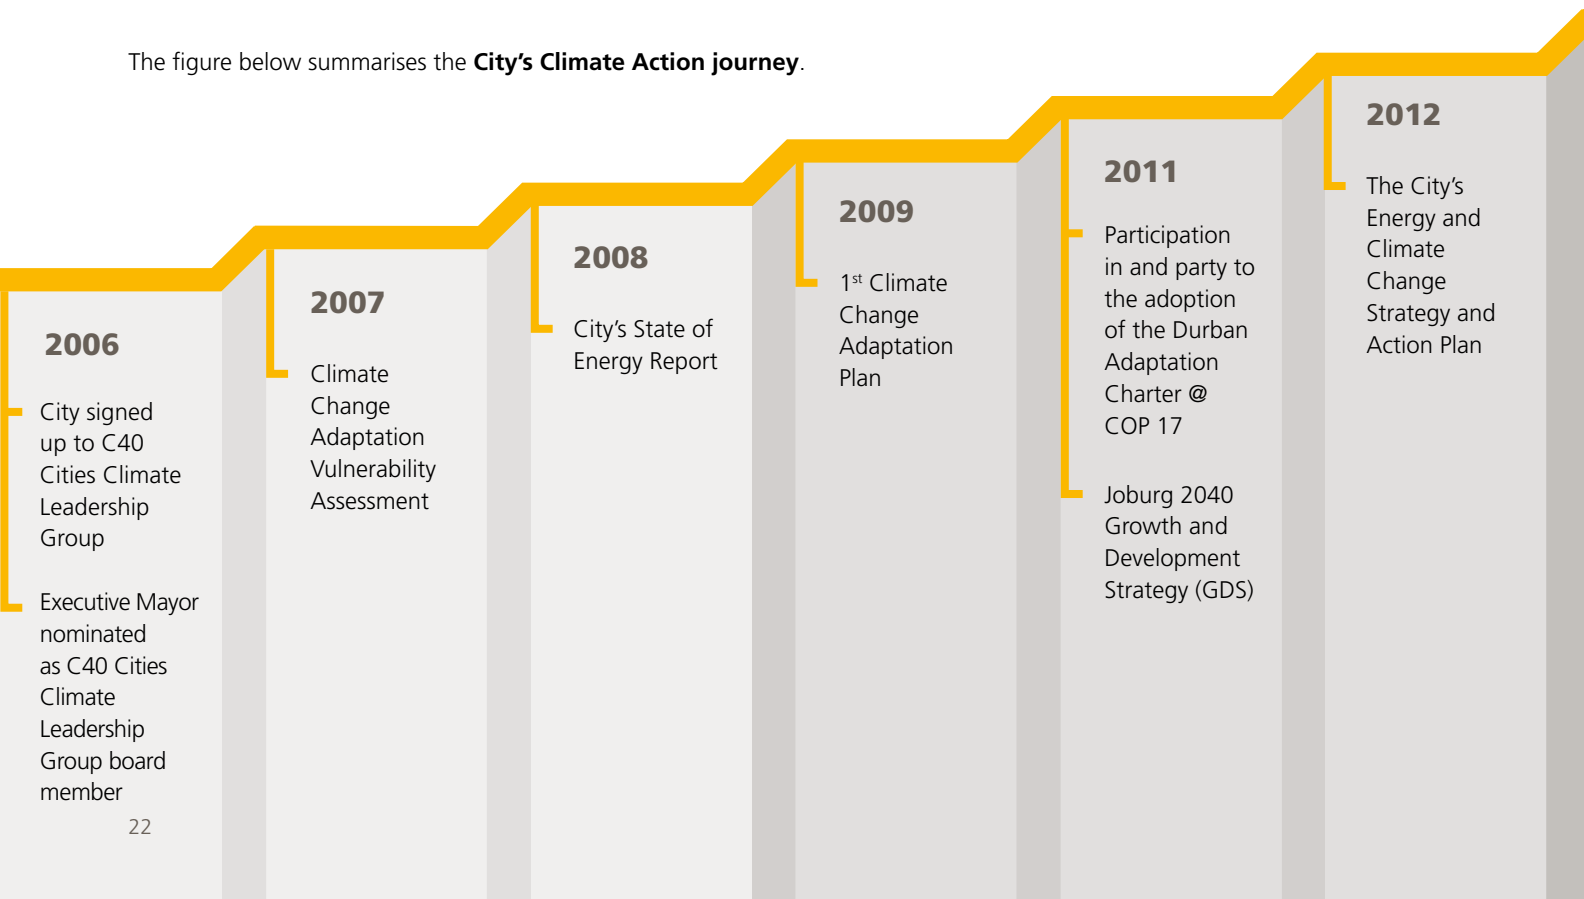 The figure below summarises the City’s Climate Action journey.
2006
City signed
up to C40
Cities Climate
Leadership
Group
Executive Mayor
nominated
as C40 Cities
Climate
Leadership
Group board
member
2007
Climate
Change
Adaptation
Vulnerability
Assessment
2008
City’s State of
Energy Report
2009
1st Climate
Change
Adaptation
Plan
2011
Participation
in and party to
the adoption
of the Durban
Adaptation
Charter @
COP 17
Joburg 2040
Growth and
Development
Strategy (GDS)
2012
The City’s
Energy and
Climate
Change
Strategy and
Action Plan
22